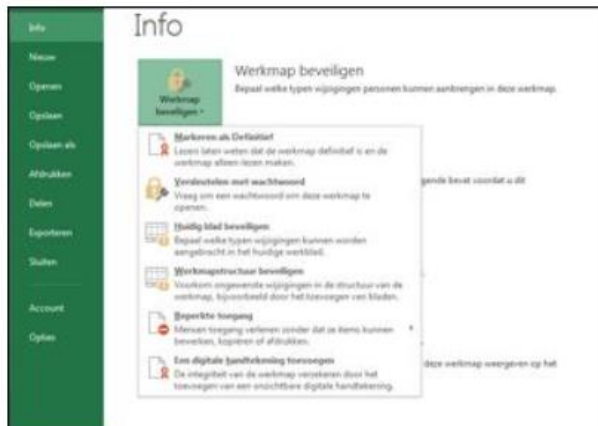 Info
Info
Nieuw
Openen
Opslaan
Opslaan als
Afdrukken
Delen
Exporteren
Sluiten
Account
Opties
Werkmap beveiligen
Werkmap beveiligen
Bepaal welke typen wijzigingen personen kunnen aanbrengen in deze werkmap.
Markeren als Definitief
Lezers laten weten dat de werkmap definitief is en de
werkmap alleen-lezen maken.
Versleutelen met wachtwoord
Vraag om een wachtwoord om deze werkmap te
openen.
Huidig blad beveiligen
Bepaal welke typen wijzigingen kunnen worden
aangebracht in het huidige werkblad.
Werkmapstructuur beveiligen
Voorkom ongewenste wijzigingen in de structuur van de
werkmap, bijvoorbeeld door het toevoegen van bladen.
Beperkte toegang
Mensen toegang verlenen zonder dat ze items kunnen
bewerken, kopiëren of afdrukken.
Een digitale handtekening toevoegen
De integriteit van de werkmap verzekeren door het
toevoegen van een onzichtbare digitale handtekening.
gende bevat voordat u dit
deze werkmap weergeven op het